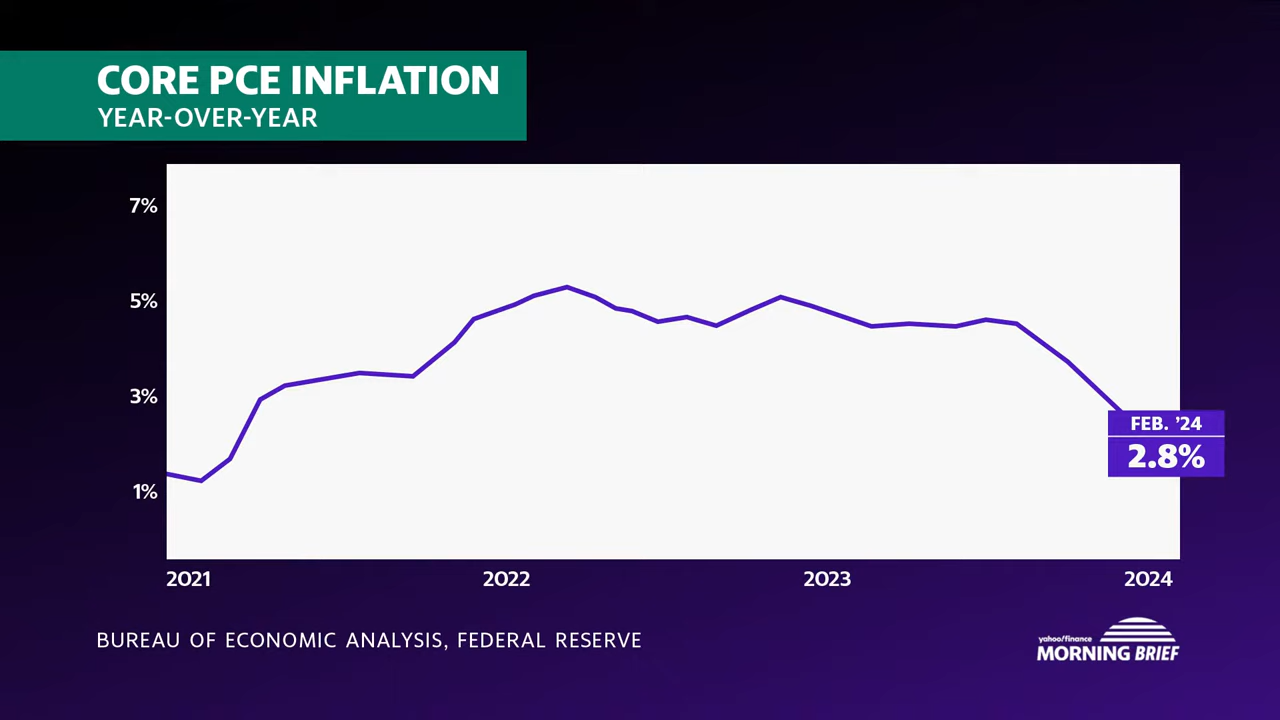 CORE PCE INFLATION
YEAR-OVER-YEAR
7%
5%
3%
1%
FEB. ’24
2.8%
2021 2022 2023 2024
BUREAU OF ECONOMIC ANALYSIS, FEDERAL RESERVE
yahoo/finance
MORNING BRIEF